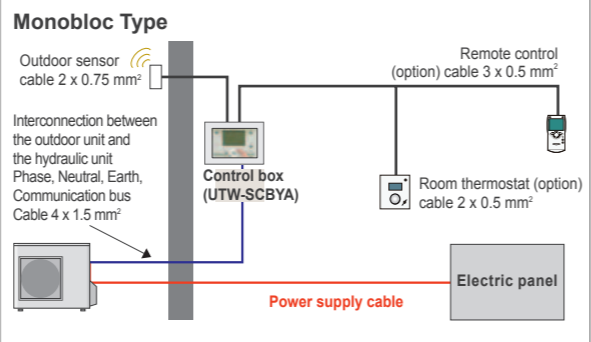 Monobloc Type
Outdoor sensor
cable 2 x 0.75 mm²
Remote control
(option) cable 3 x 0.5 mm²
Interconnection between
the outdoor unit and
the hydraulic unit
Phase, Neutral, Earth,
Communication bus
Cable 4 x 1.5 mm²
Control box
(UTW-SCBYA)
Room thermostat (option)
cable 2 x 0.5 mm²
Electric panel
Power supply cable